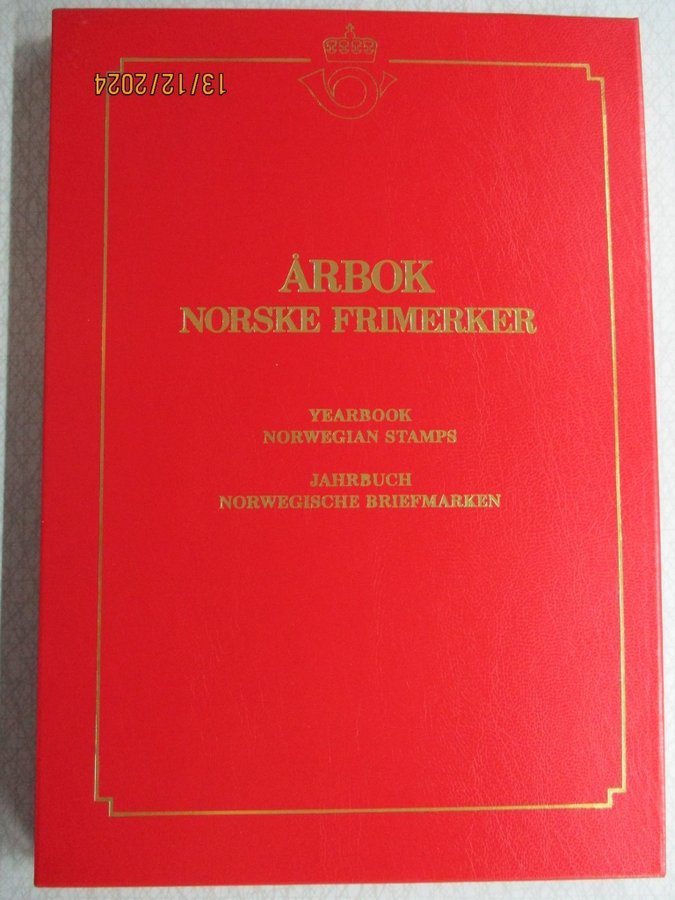 13/12/2024
ÅRBOK
NORSKE FRIMERKER
YEARBOOK
NORWEGIAN STAMPS
JAHRBUCH
NORWEGISCHE BRIEFMARKEN